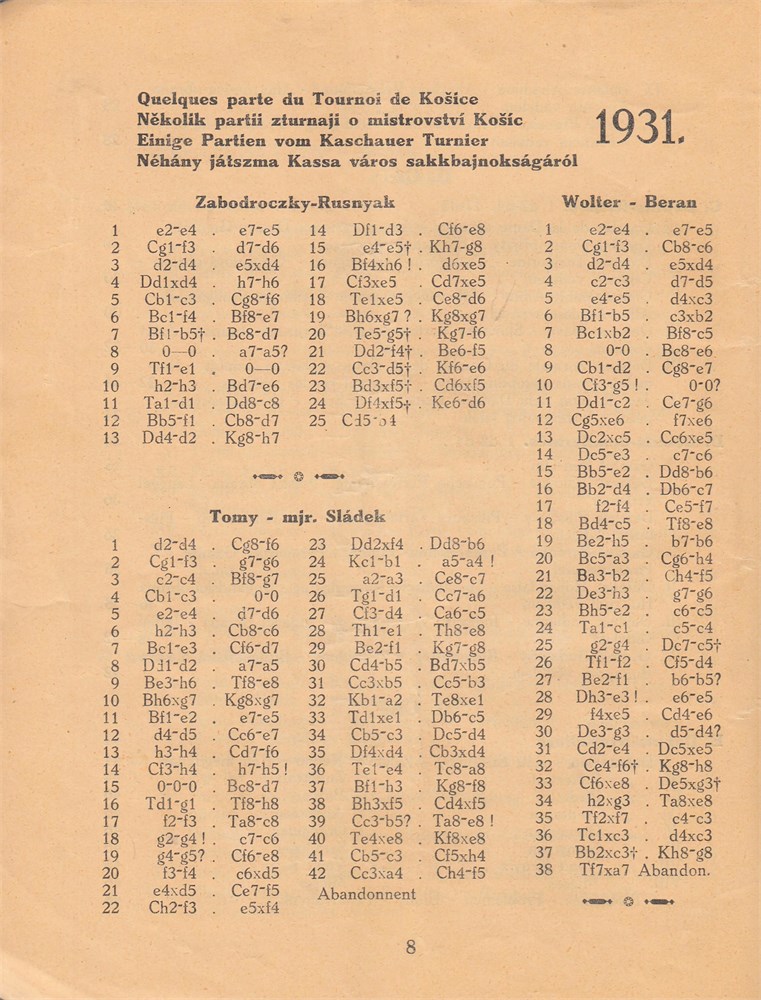 Quelques parte du Tournoi de Košice
Několik partii zturnaji o mistrovství Košíc
Einige Partien vom Kaschauer Turnier
Néhány játszma Kassa város sakkbajnokságáról
1931.
Zabodroczky-Rusnyak
1 e2-e4 . e7-e5
2 Cg1-f3 . d7-d6
3 d2-d4 . e5xd4
4 Dd1xd4 . h7-h6
5 Cb1-c3 . Cg8-f6
6 Bc1-f4 . Bf8-e7
7 Bf1-b5† . Bc8-d7
8 0—0 . a7-a5?
9 Tf1-e1 . 0—0
10 h2-h3 . Bd7-e6
11 Ta1-d1 . Dd8-c8
12 Bb5-f1 . Cb8-d7
13 Dd4-d2 . Kg8-h7
14 Df1-d3 . Cf6-e8
15 e4-e5† . Kh7-g8
16 Bf4xh6 ! . d6xe5
17 Cf3xe5 . Cd7xe5
18 Te1xe5 . Ce8-d6
19 Bh6xg7 ? . Kg8xg7
20 Te5-g5† . Kg7-f6
21 Dd2-f4† . Be6-f5
22 Cc3-d5† . Kf6-e6
23 Bd3xf5† . Cd6xf5
24 Df4xf5† . Ke6-d6
25
Tomy - mjr. Sládek
1 d2-d4 . Cg8-f6
2 Cg1-f3 . g7-g6
3 c2-c4 . Bf8-g7
4 Cb1-c3 . 0-0
5 e2-e4 . d7-d6
6 h2-h3 . Cb8-c6
7 Bc1-e3 . Cf6-d7
8 Dd1-d2 . a7-a5
9 Be3-h6 . Tf8-e8
10 Bh6xg7 . Kg8xg7
11 Bf1-e2 . e7-e5
12 d4-d5 . Cc6-e7
13 h3-h4 . Cd7-f6
14 Cf3-h4 . h7-h5 !
15 0-0-0 . Bc8-d7
16 Td1-g1 . Tf8-h8
17 f2-f3 . Ta8-c8
18 g2-g4 ! . c7-c6
19 g4-g5? . Cf6-e8
20 f3-f4 . c6xd5
21 e4xd5 . Ce7-f5
22 Ch2-f3 . e5xf4
23 Dd2xf4 . Dd8-b6
24 Kc1-b1 . a5-a4 !
25 a2-a3 . Ce8-c7
26 Tg1-d1 . Cc7-a6
27 Cf3-d4 . Ca6-c5
28 Th1-e1 . Th8-e8
29 Be2-f1 . Kg7-g8
30 Cd4-b5 . Bd7xb5
31 Cc3xb5 . Cc5-b3
32 Kb1-a2 . Te8xe1
33 Td1xe1 . Db6-c5
34 Cb5-c3 . Dc5-d4
35 Df4xd4 . Cb3xd4
36 Te1-e4 . Tc8-a8
37 Bf1-h3 . Kg8-f8
38 Bh3xf5 . Cd4xf5
39 Cc3-b5? . Ta8-e8 !
40 Te4xe8 . Kf8xe8
41 Cb5-c3 . Cf5xh4
42 Cc3xa4 . Ch4-f5
Abandonnent
Wolter - Beran
1 e2-e4 . e7-e5
2 Cg1-f3 . Cb8-c6
3 d2-d4 . e5xd4
4 c2-c3 . d7-d5
5 e4-e5 . d4xc3
6 Bf1-b5 . c3xb2
7 Bc1xb2 . Bf8-c5
8 0-0 . Bc8-e6
9 Cb1-d2 . Cg8-e7
10 Cf3-g5 ! . 0-0?
11 Dd1-c2 . Ce7-g6
12 Cg5xe6 . f7xe6
13 Dc2xc5 . Cc6xe5
14 Dc5-e3 . c7-c6
15 Bb5-e2 . Dd8-b6
16 Bb2-d4 . Db6-c7
17 f2-f4 . Ce5-f7
18 Bd4-c5 . Tf8-e8
19 Be2-h5 . b7-b6
20 Bc5-a3 . Cg6-h4
21 Ba3-b2 . Ch4-f5
22 De3-h3 . g7-g6
23 Bh5-e2 . c6-c5
24 Ta1-c1 . c5-c4
25 g2-g4 . Dc7-c5†
26 Tf1-f2 . Cf5-d4
27 Be2-f1 . b6-b5?
28 Dh3-e3 ! . e6-e5
29 f4xe5 . Cd4-e6
30 De3-g3 . d5-d4?
31 Cd2-e4 . Dc5xe5
32 Ce4-f6† . Kg8-h8
33 Cf6xe8 . De5xg3†
34 h2xg3 . Ta8xe8
35 Tf2xf7 . c4-c3
36 Tc1xc3 . d4xc3
37 Bb2xc3† . Kh8-g8
38 Tf7xa7 Abandon.
8